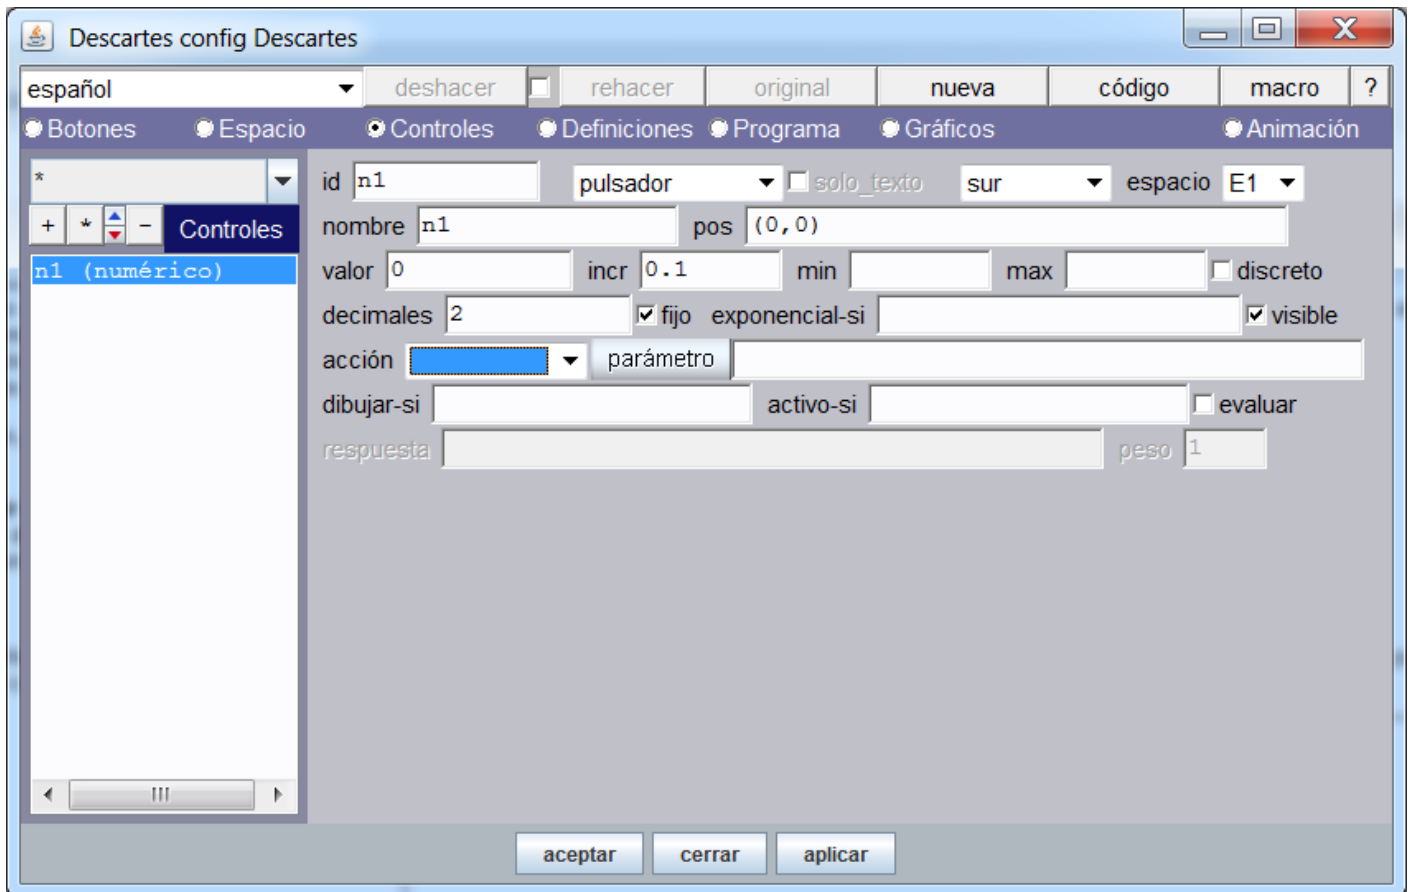 Descartes config Descartes
español deshacer rehacer original nueva código macro ?
Botones Espacio Controles Definiciones Programa Gráficos Animación
* id n1 pulsador solo_texto sur espacio E1
+ * - Controles nombre n1 pos (0,0)
n1 (numérico) valor 0 incr 0.1 min max discreto
decimales 2 fijo exponencial-si visible
acción parámetro
dibujar-si activo-si evaluar
respuesta peso 1
aceptar cerrar aplicar